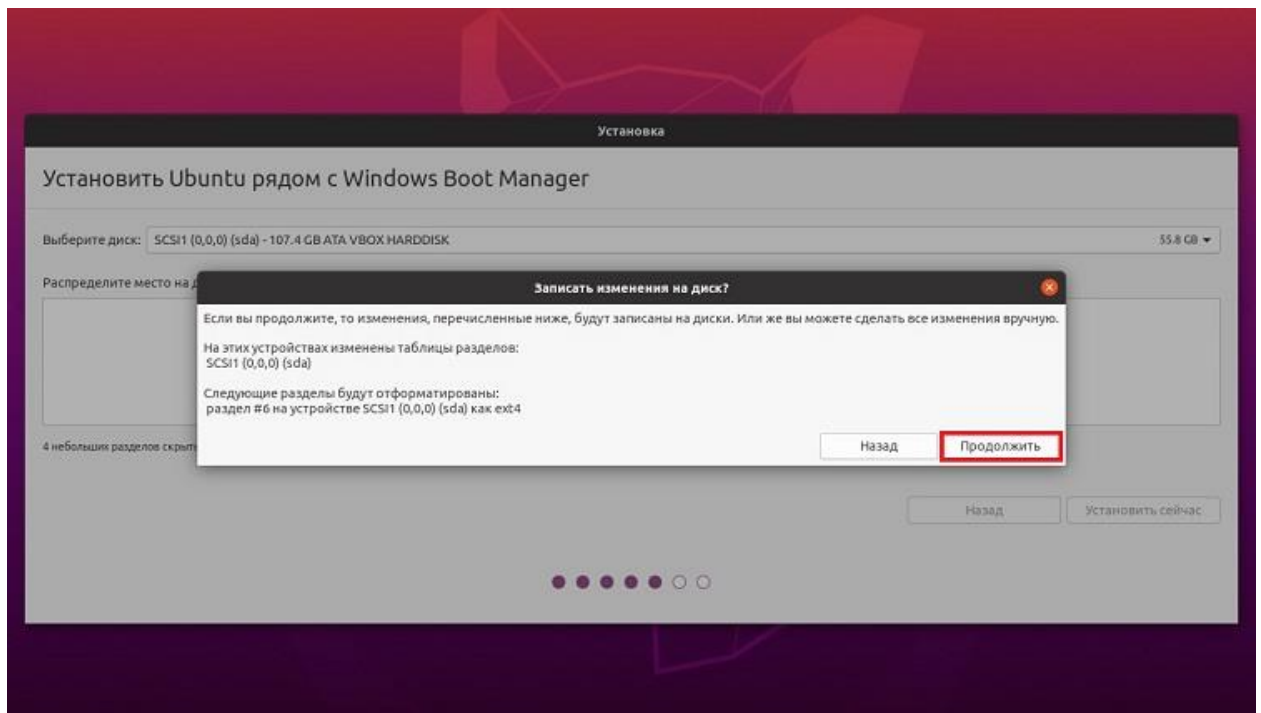 Установка
Установить Ubuntu рядом с Windows Boot Manager
Выберите диск: SCSI1 (0,0,0) (sda) - 107.4 GB ATA VBOX HARDDISK 55.8 GB
Распределите место на
Записать изменения на диск?
Если вы продолжите, то изменения, перечисленные ниже, будут записаны на диски. Или же вы можете сделать все изменения вручную.
На этих устройствах изменены таблицы разделов:
SCSI1 (0,0,0) (sda)
Следующие разделы будут отформатированы:
раздел #6 на устройстве SCSI1 (0,0,0) (sda) как ext4
4 небольших разделов скрыт
Назад Продолжить
Назад Установить сейчас